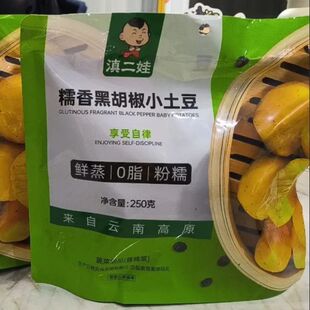 滇二娃
糯香黑胡椒小土豆
GLUTINOUS FRAGRANT BLACK PEPPER BABY POTATOES
享受自律
ENJOYING SELF-DISCIPLINE
鲜蒸|0脂|粉糯
净含量:250克
来自云南高原